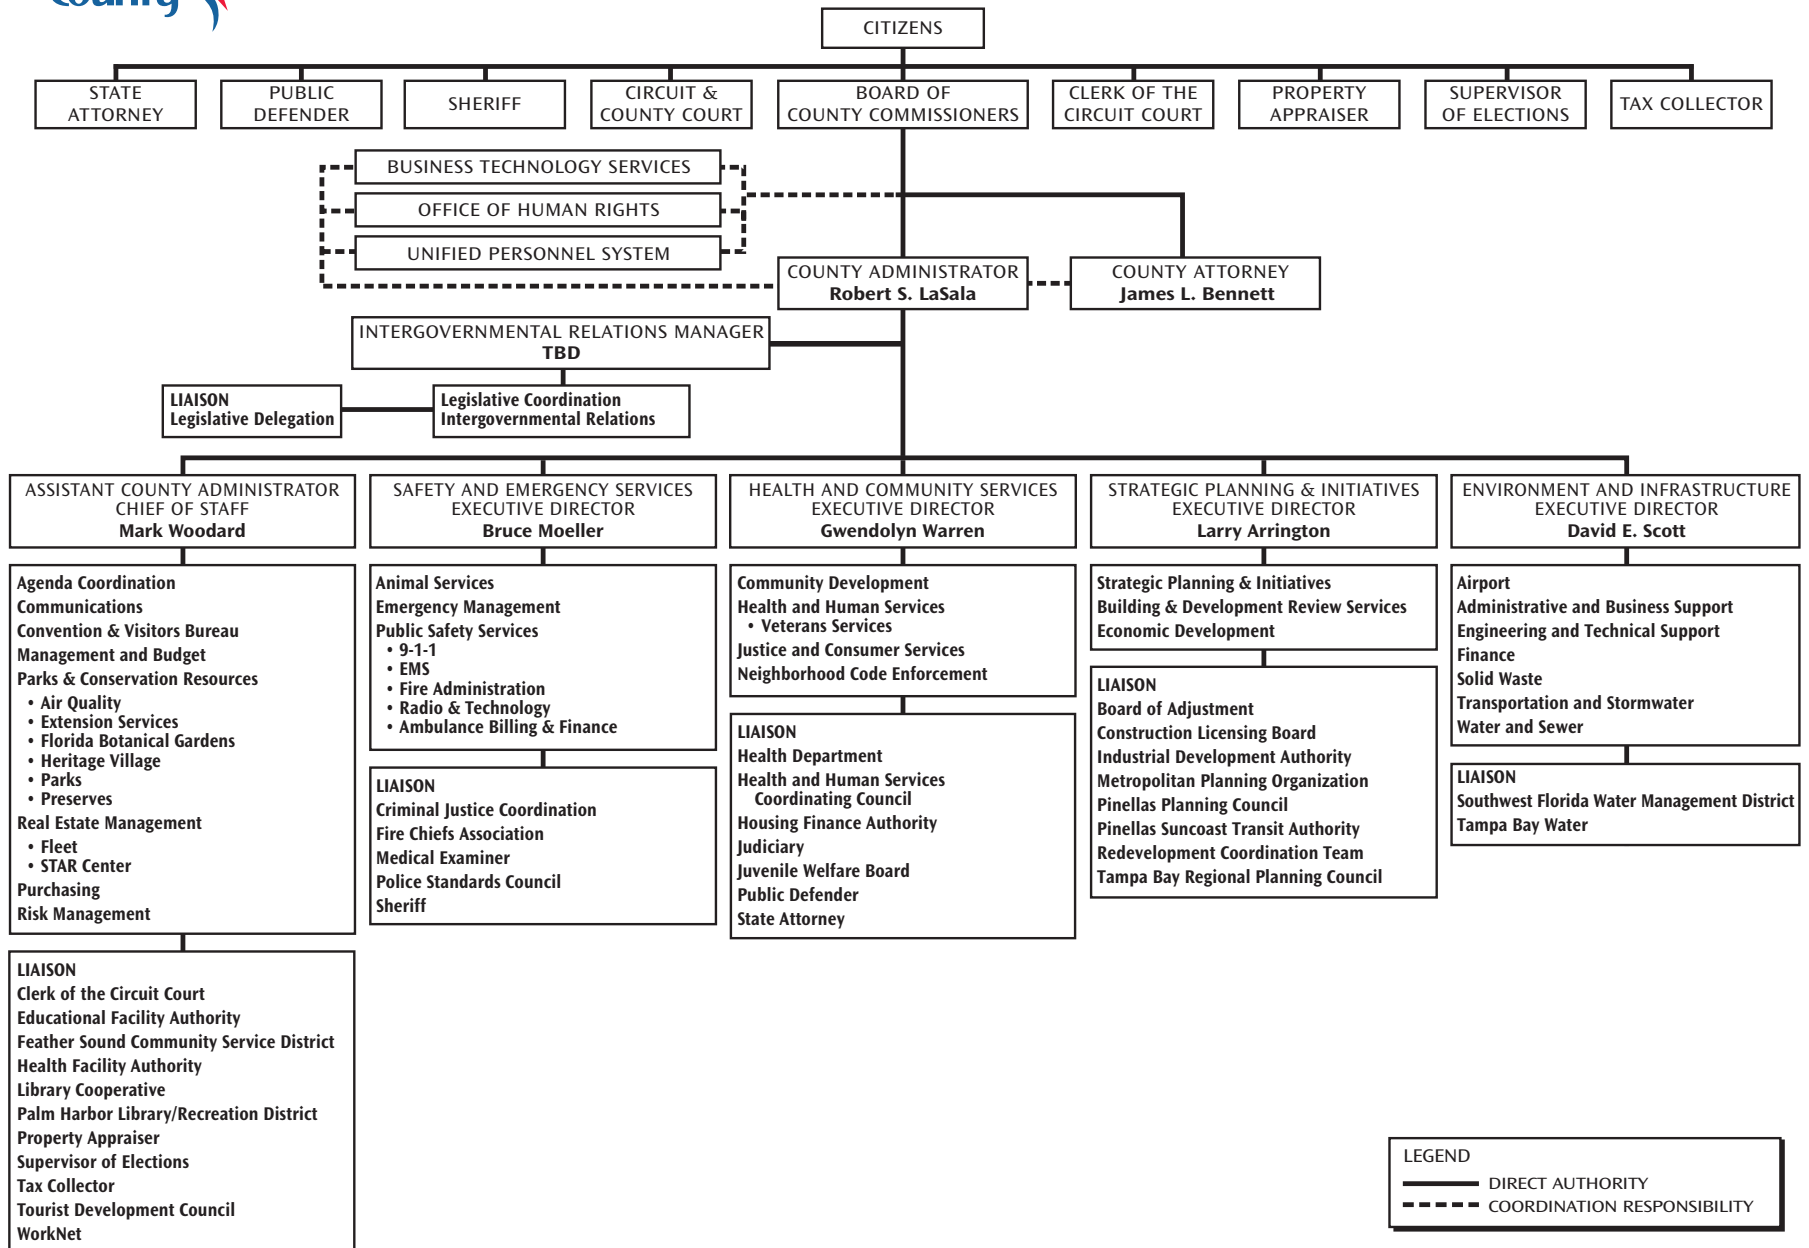 County
CITIZENS
STATE
ATTORNEY
PUBLIC
DEFENDER
SHERIFF
CIRCUIT &
COUNTY COURT
BOARD OF
COUNTY COMMISSIONERS
CLERK OF THE
CIRCUIT COURT
PROPERTY
APPRAISER
SUPERVISOR
OF ELECTIONS
TAX COLLECTOR
BUSINESS TECHNOLOGY SERVICES
OFFICE OF HUMAN RIGHTS
UNIFIED PERSONNEL SYSTEM
COUNTY ADMINISTRATOR
Robert S. LaSala
COUNTY ATTORNEY
James L. Bennett
INTERGOVERNMENTAL RELATIONS MANAGER
TBD
LIAISON
Legislative Delegation
Legislative Coordination
Intergovernmental Relations
ASSISTANT COUNTY ADMINISTRATOR
CHIEF OF STAFF
Mark Woodard
Agenda Coordination
Communications
Convention & Visitors Bureau
Management and Budget
Parks & Conservation Resources
• Air Quality
• Extension Services
• Florida Botanical Gardens
• Heritage Village
• Parks
• Preserves
Real Estate Management
• Fleet
• STAR Center
Purchasing
Risk Management
LIAISON
Clerk of the Circuit Court
Educational Facility Authority
Feather Sound Community Service District
Health Facility Authority
Library Cooperative
Palm Harbor Library/Recreation District
Property Appraiser
Supervisor of Elections
Tax Collector
Tourist Development Council
WorkNet
SAFETY AND EMERGENCY SERVICES
EXECUTIVE DIRECTOR
Bruce Moeller
Animal Services
Emergency Management
Public Safety Services
• 9-1-1
• EMS
• Fire Administration
• Radio & Technology
• Ambulance Billing & Finance
LIAISON
Criminal Justice Coordination
Fire Chiefs Association
Medical Examiner
Police Standards Council
Sheriff
HEALTH AND COMMUNITY SERVICES
EXECUTIVE DIRECTOR
Gwendolyn Warren
Community Development
Health and Human Services
• Veterans Services
Justice and Consumer Services
Neighborhood Code Enforcement
LIAISON
Health Department
Health and Human Services
Coordinating Council
Housing Finance Authority
Judiciary
Juvenile Welfare Board
Public Defender
State Attorney
STRATEGIC PLANNING & INITIATIVES
EXECUTIVE DIRECTOR
Larry Arrington
Strategic Planning & Initiatives
Building & Development Review Services
Economic Development
LIAISON
Board of Adjustment
Construction Licensing Board
Industrial Development Authority
Metropolitan Planning Organization
Pinellas Planning Council
Pinellas Suncoast Transit Authority
Redevelopment Coordination Team
Tampa Bay Regional Planning Council
ENVIRONMENT AND INFRASTRUCTURE
EXECUTIVE DIRECTOR
David E. Scott
Airport
Administrative and Business Support
Engineering and Technical Support
Finance
Solid Waste
Transportation and Stormwater
Water and Sewer
LIAISON
Southwest Florida Water Management District
Tampa Bay Water
LEGEND
DIRECT AUTHORITY
COORDINATION RESPONSIBILITY